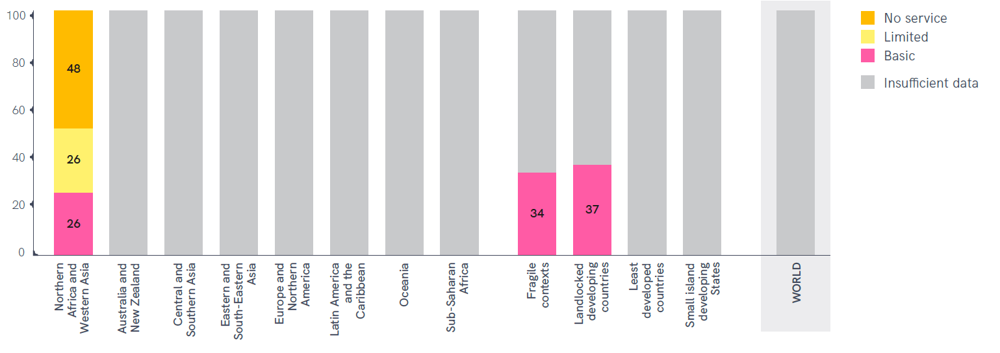 100
80
60
40
20
0
48
26
26
34
37
Northern
Africa and
Western Asia
Australia and
New Zealand
Central and
Southern Asia
Eastern and
South-Eastern
Asia
Europe and
Northern
America
Latin America
and the
Caribbean
Oceania
Sub-Saharan
Africa
Fragile
contexts
Landlocked
developing
countries
Least
developed
countries
Small island
developing
States
WORLD
No service
Limited
Basic
Insufficient data